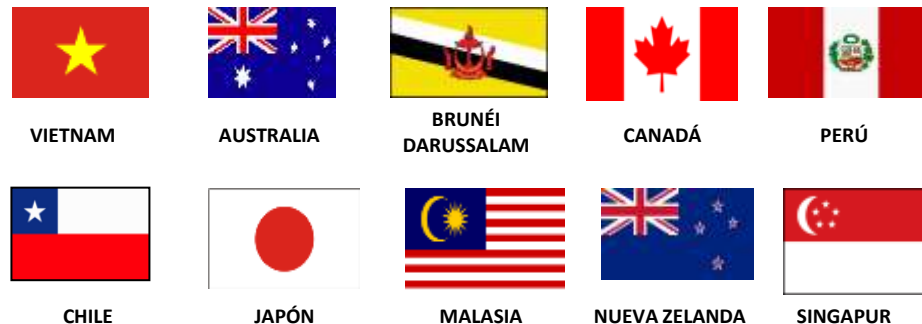 VIETNAM
AUSTRALIA
BRUNÉI
DARUSSALAM
CANADÁ
PERÚ
CHILE
JAPÓN
MALASIA
NUEVA ZELANDA
SINGAPUR